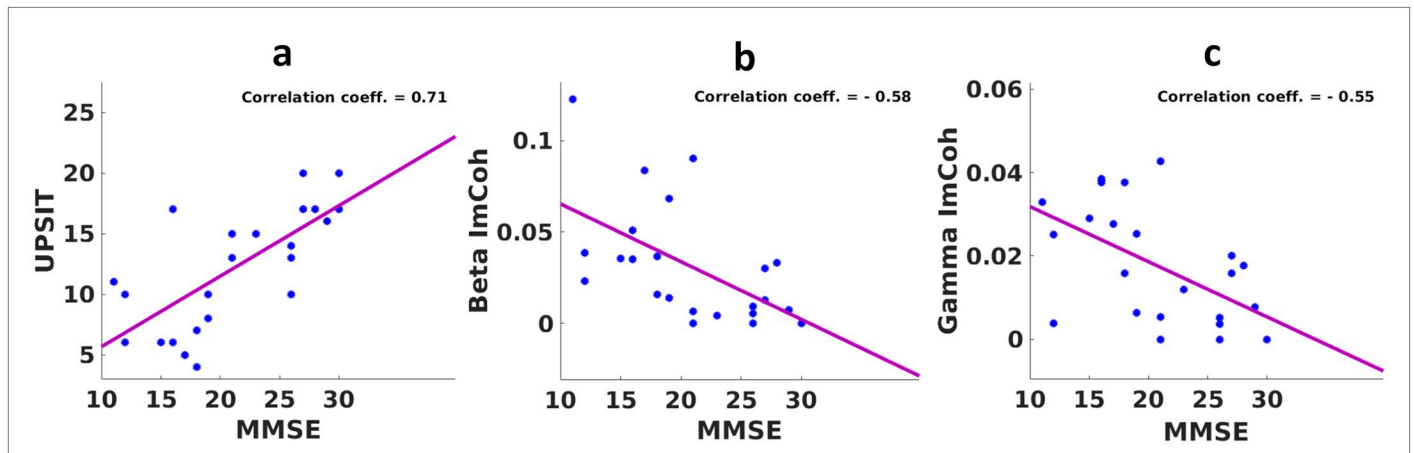 a
Correlation coeff. = 0.71
25
20
15
10
5
UPSIT
10 15 20 25 30
MMSE
b
Correlation coeff. = - 0.58
0.1
0.05
0
Beta ImCoh
10 15 20 25 30
MMSE
c
Correlation coeff. = - 0.55
0.06
0.04
0.02
0
Gamma ImCoh
10 15 20 25 30
MMSE